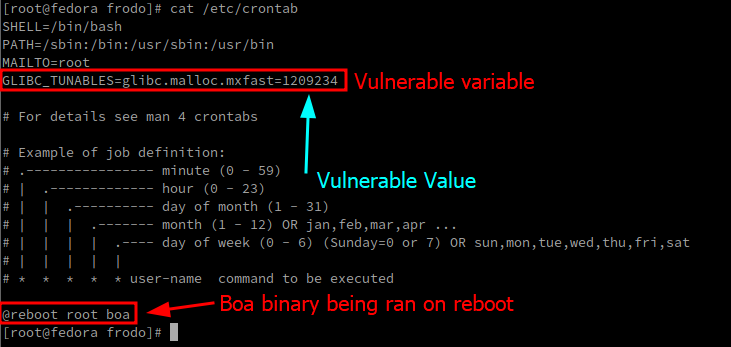 [root@fedora frodo]# cat /etc/crontab
SHELL=/bin/bash
PATH=/sbin:/bin:/usr/sbin:/usr/bin
MAILTO=root
GLIBC_TUNABLES=glibc.malloc.mxfast=1209234 Vulnerable variable
# For details see man 4 crontabs
# Example of job definition:
# .---------------- minute (0 - 59)
Vulnerable Value
# | .------------- hour (0 - 23)
# | | .---------- day of month (1 - 31)
# | | | .------- month (1 - 12) OR jan,feb,mar,apr ...
# | | | | .---- day of week (0 - 6) (Sunday=0 or 7) OR sun,mon,tue,wed,thu,fri,sat
# | | | | |
# * * * * * user-name  command to be executed
@reboot root boa Boa binary being ran on reboot
[root@fedora frodo]#